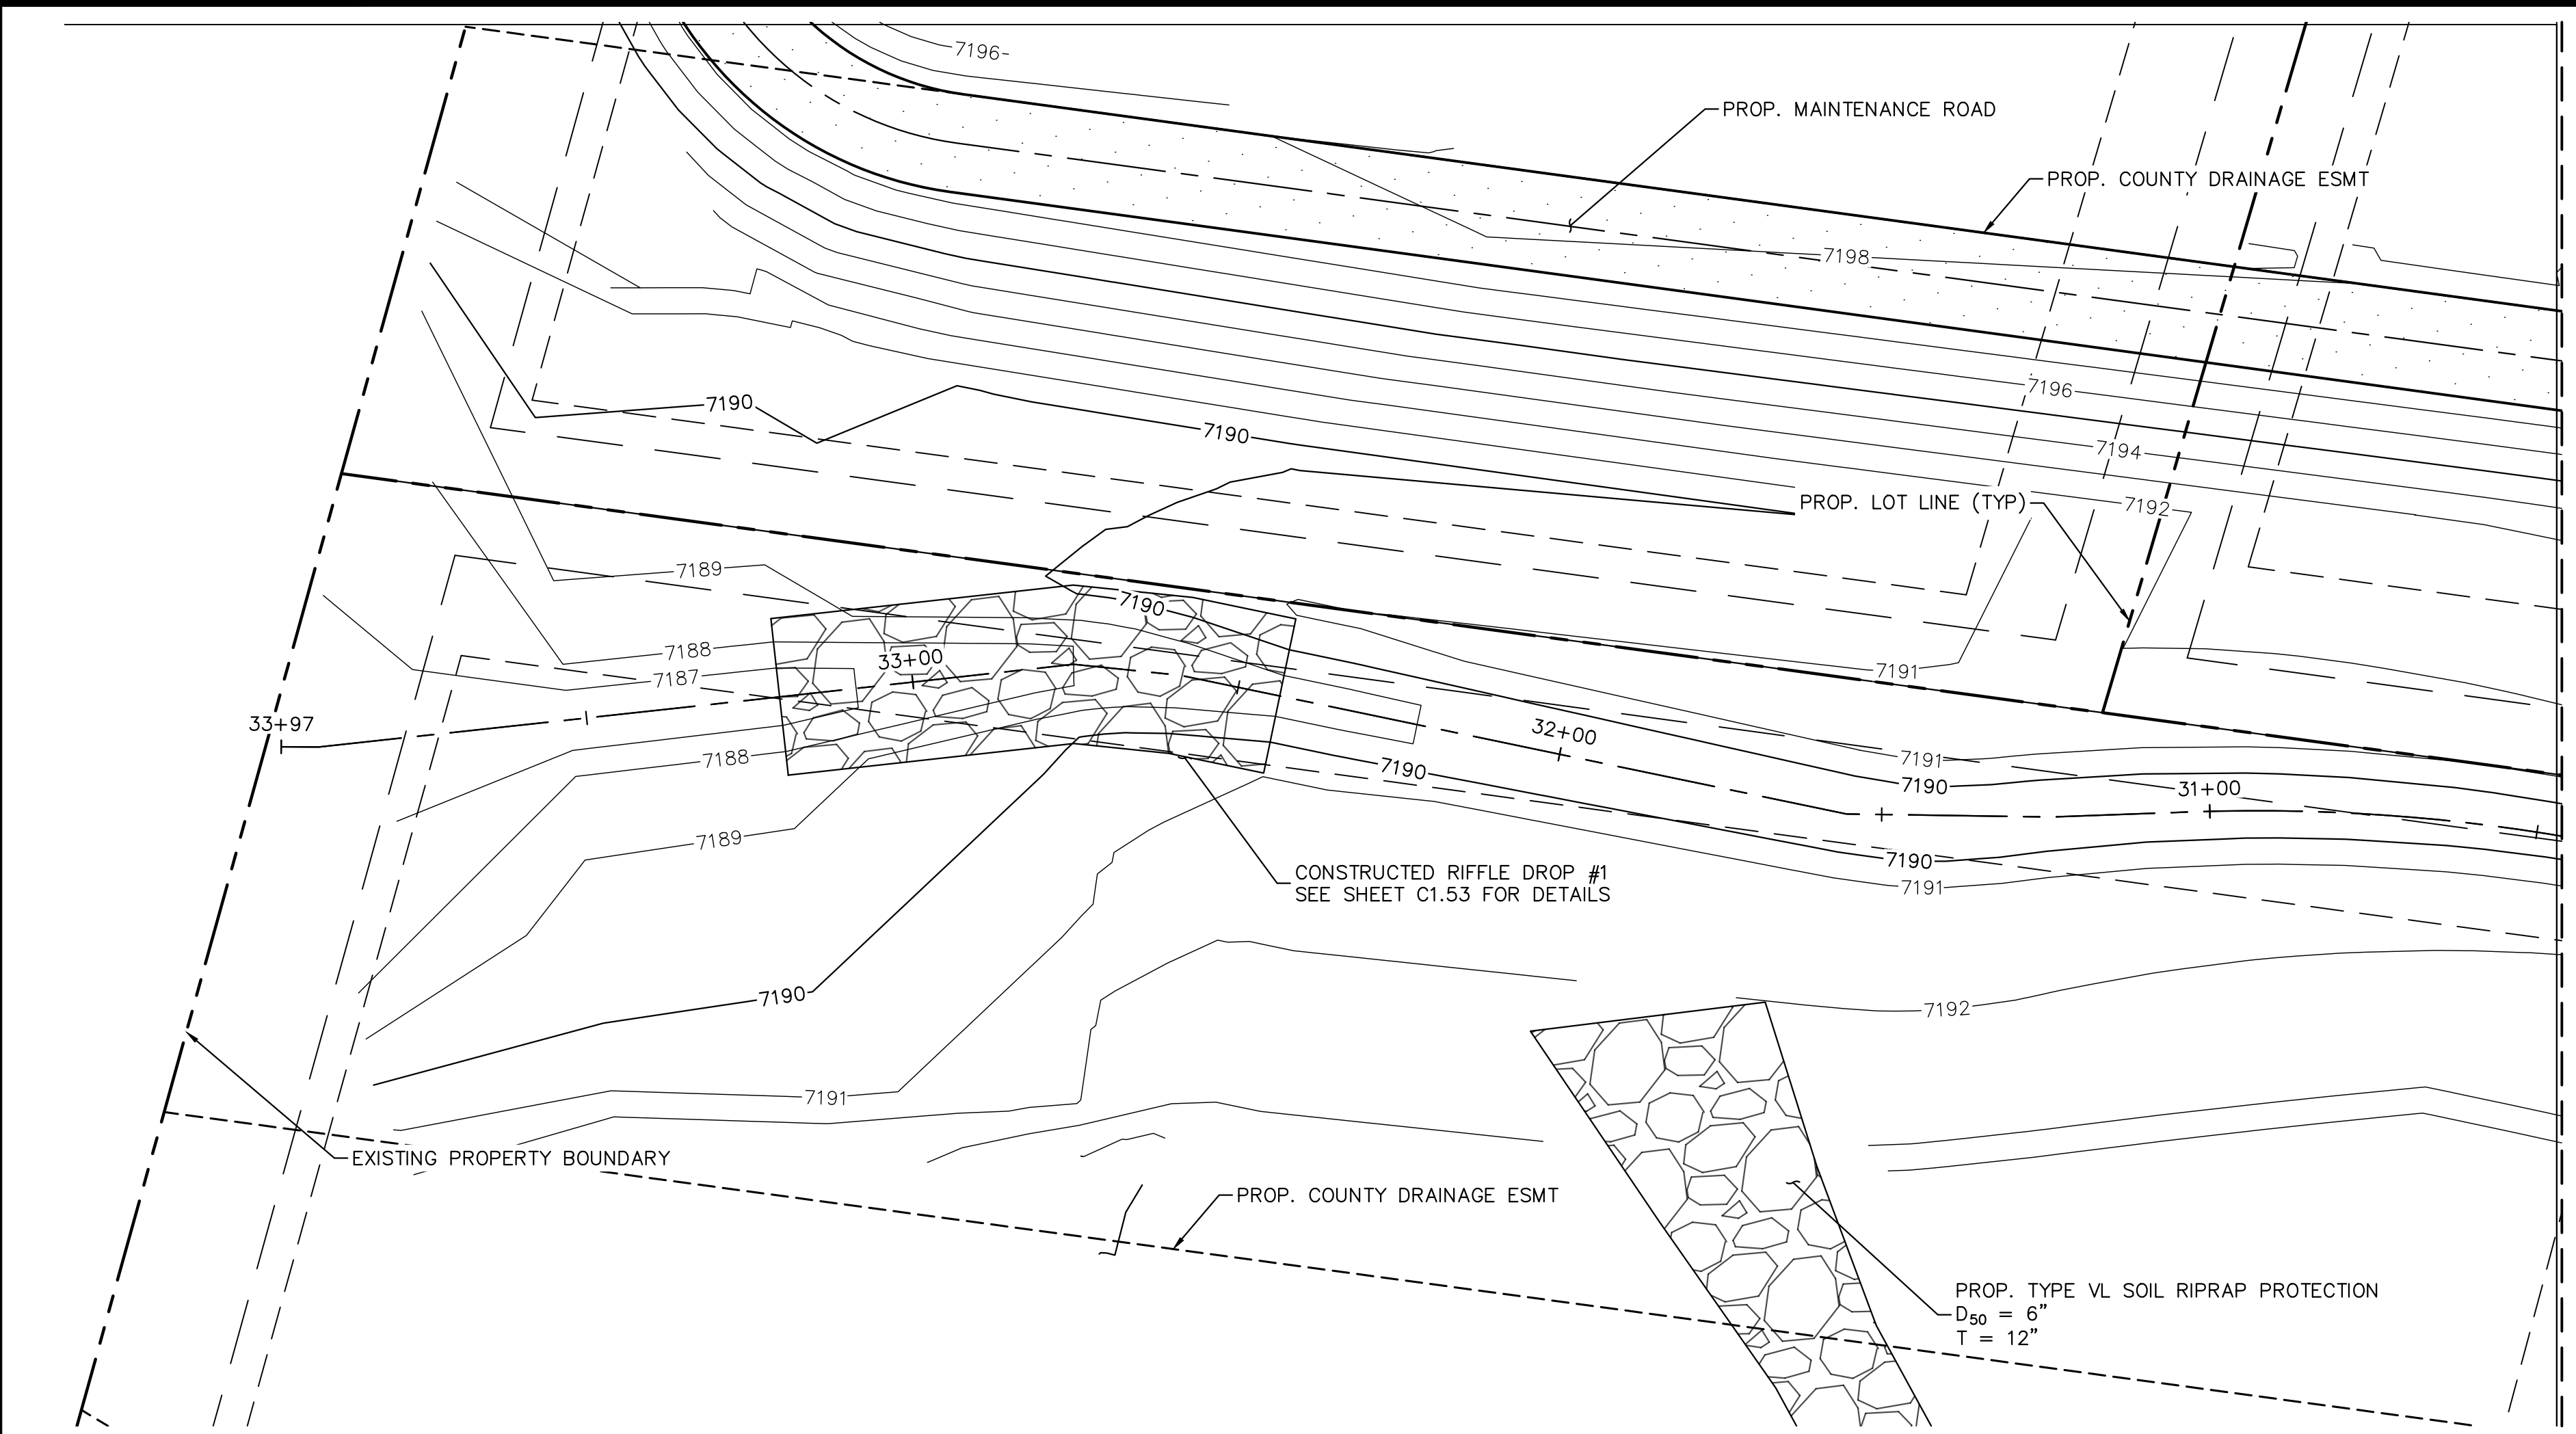 7196
PROP. MAINTENANCE ROAD
PROP. COUNTY DRAINAGE ESMT
7198
7196
7190
7190
7194
PROP. LOT LINE (TYP)
7192
7189
7190
7188
33+00
7191
7187
33+97
32+00
7188
7191
7190
7190
31+00
7189
7190
7191
CONSTRUCTED RIFFLE DROP #1
SEE SHEET C1.53 FOR DETAILS
7190
7192
7191
EXISTING PROPERTY BOUNDARY
PROP. COUNTY DRAINAGE ESMT
PROP. TYPE VL SOIL RIPRAP PROTECTION
D₅₀ = 6"
T = 12"